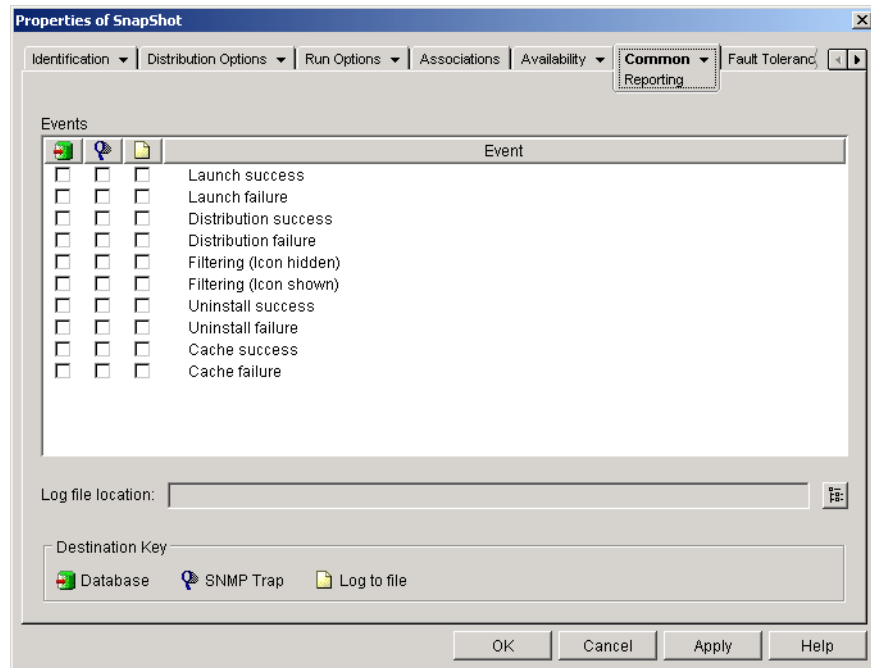 Properties of SnapShot
Identification Distribution Options Run Options Associations Availability Common Fault Toleranc
Reporting
Events
Event
Launch success
Launch failure
Distribution success
Distribution failure
Filtering (Icon hidden)
Filtering (Icon shown)
Uninstall success
Uninstall failure
Cache success
Cache failure
Log file location:
Destination Key
Database SNMP Trap Log to file
OK Cancel Apply Help